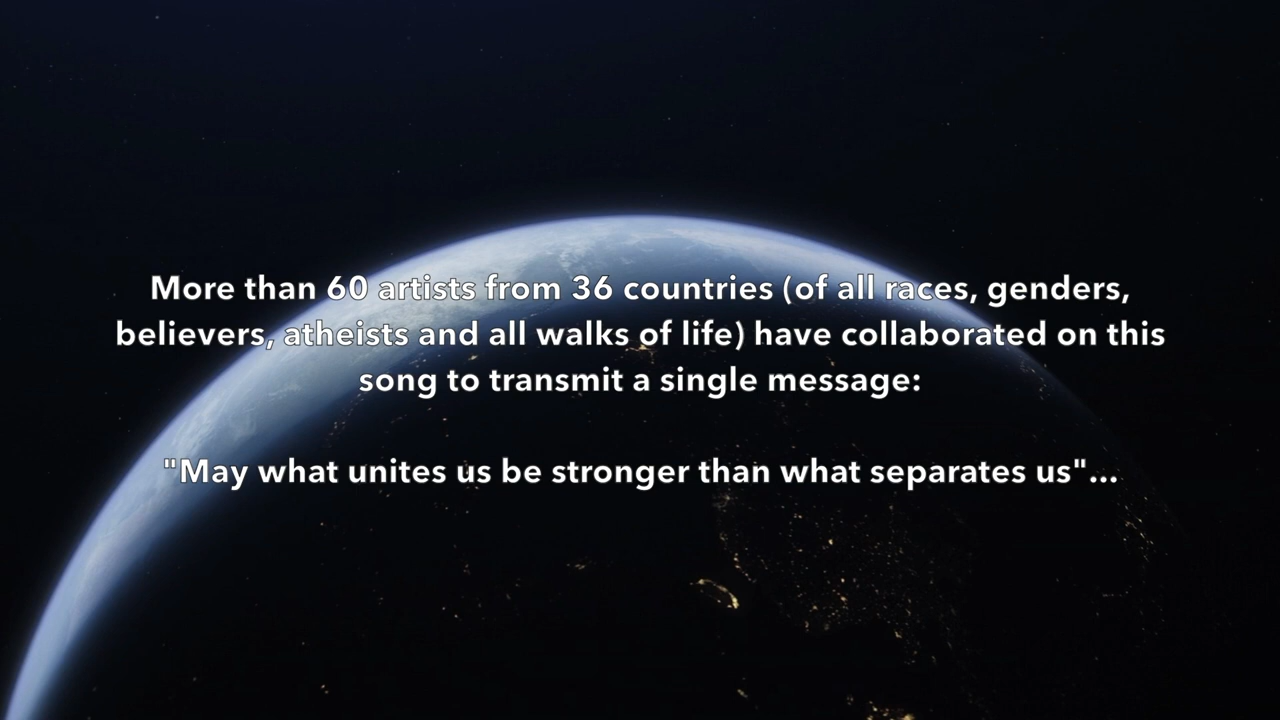 More than 60 artists from 36 countries (of all races, genders,
believers, atheists and all walks of life) have collaborated on this
song to transmit a single message:
"May what unites us be stronger than what separates us"...